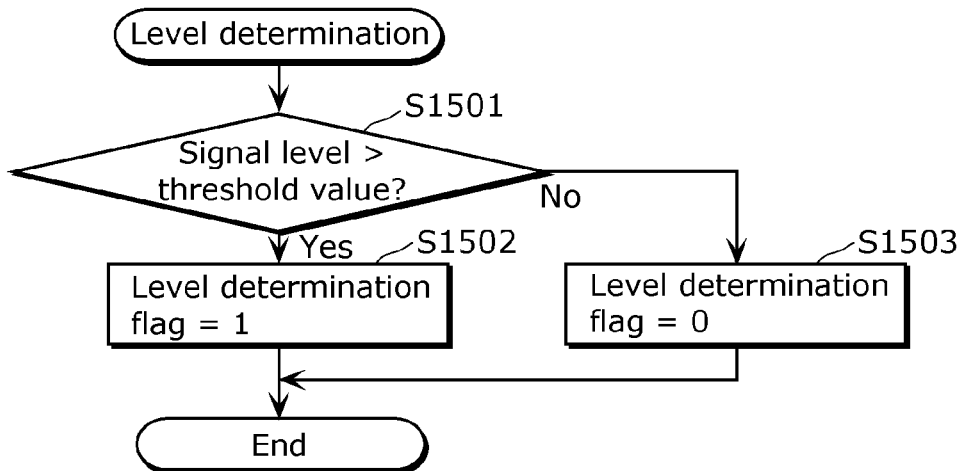 Level determination
S1501
Signal level >
threshold value?
No
Yes
S1502
Level determination
flag = 1
S1503
Level determination
flag = 0
End